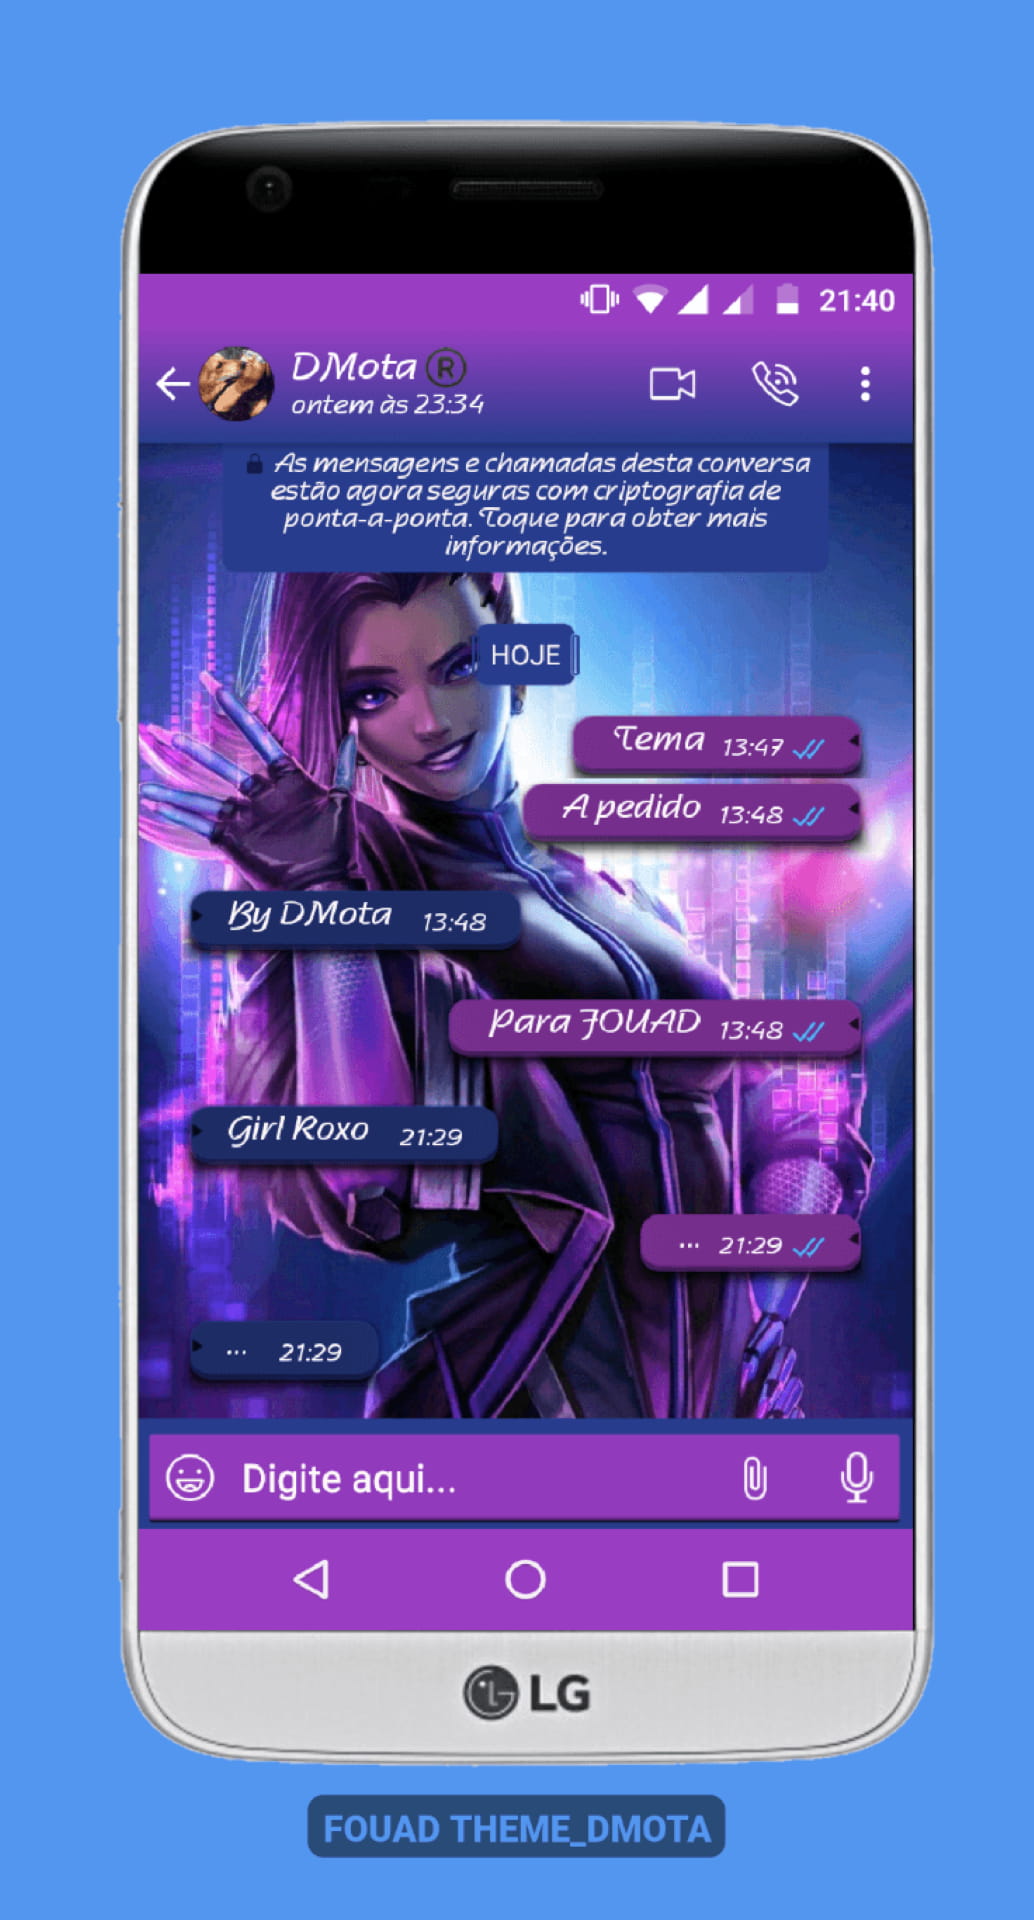 21:40
DMota ®
ontem às 23:34
As mensagens e chamadas desta conversa
estão agora seguras com criptografia de
ponta-a-ponta. Toque para obter mais
informações.
HOJE
Tema 13:47
A pedido 13:48
By DMota 13:48
Para FOUAD 13:48
Girl Roxo 21:29
... 21:29
... 21:29
Digite aqui...
LG
FOUAD THEME_DMOTA